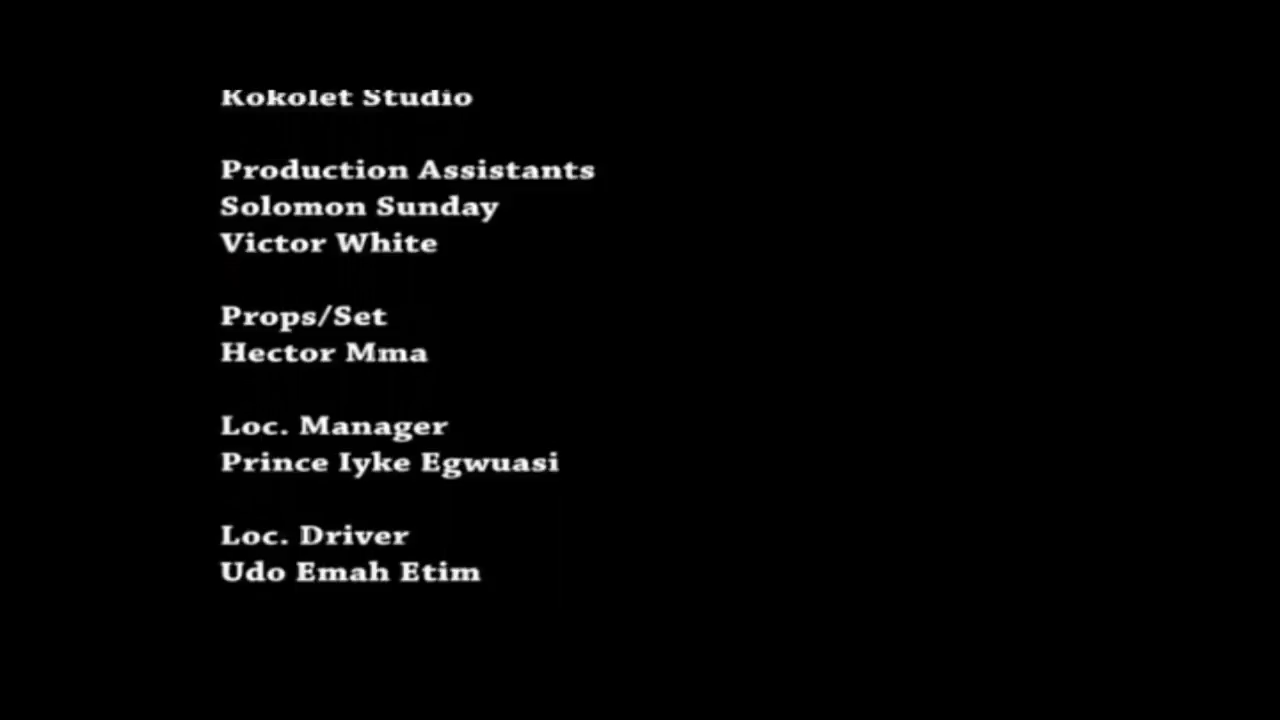 Kokolet Studio
Production Assistants
Solomon Sunday
Victor White
Props/Set
Hector Mma
Loc. Manager
Prince Iyke Egwuasi
Loc. Driver
Udo Emah Etim